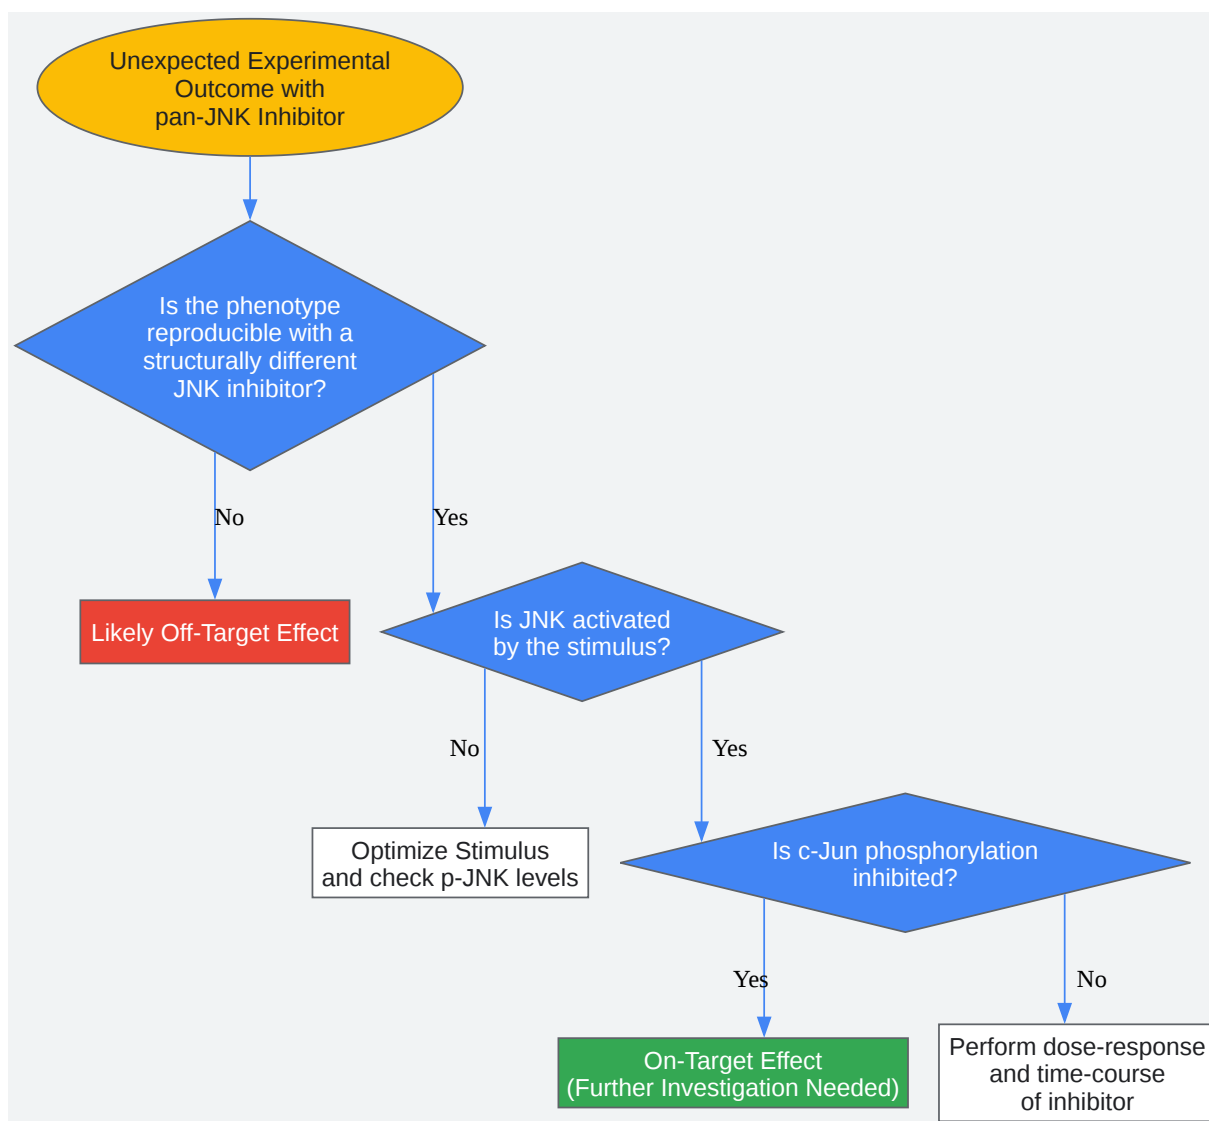 Unexpected Experimental
Outcome with
pan-JNK Inhibitor
Is the phenotype
reproducible with a
structurally different
JNK inhibitor?
No
Yes
Likely Off-Target Effect
Is JNK activated
by the stimulus?
No
Yes
Optimize Stimulus
and check p-JNK levels
Is c-Jun phosphorylation
inhibited?
Yes
No
On-Target Effect
(Further Investigation Needed)
Perform dose-response
and time-course
of inhibitor